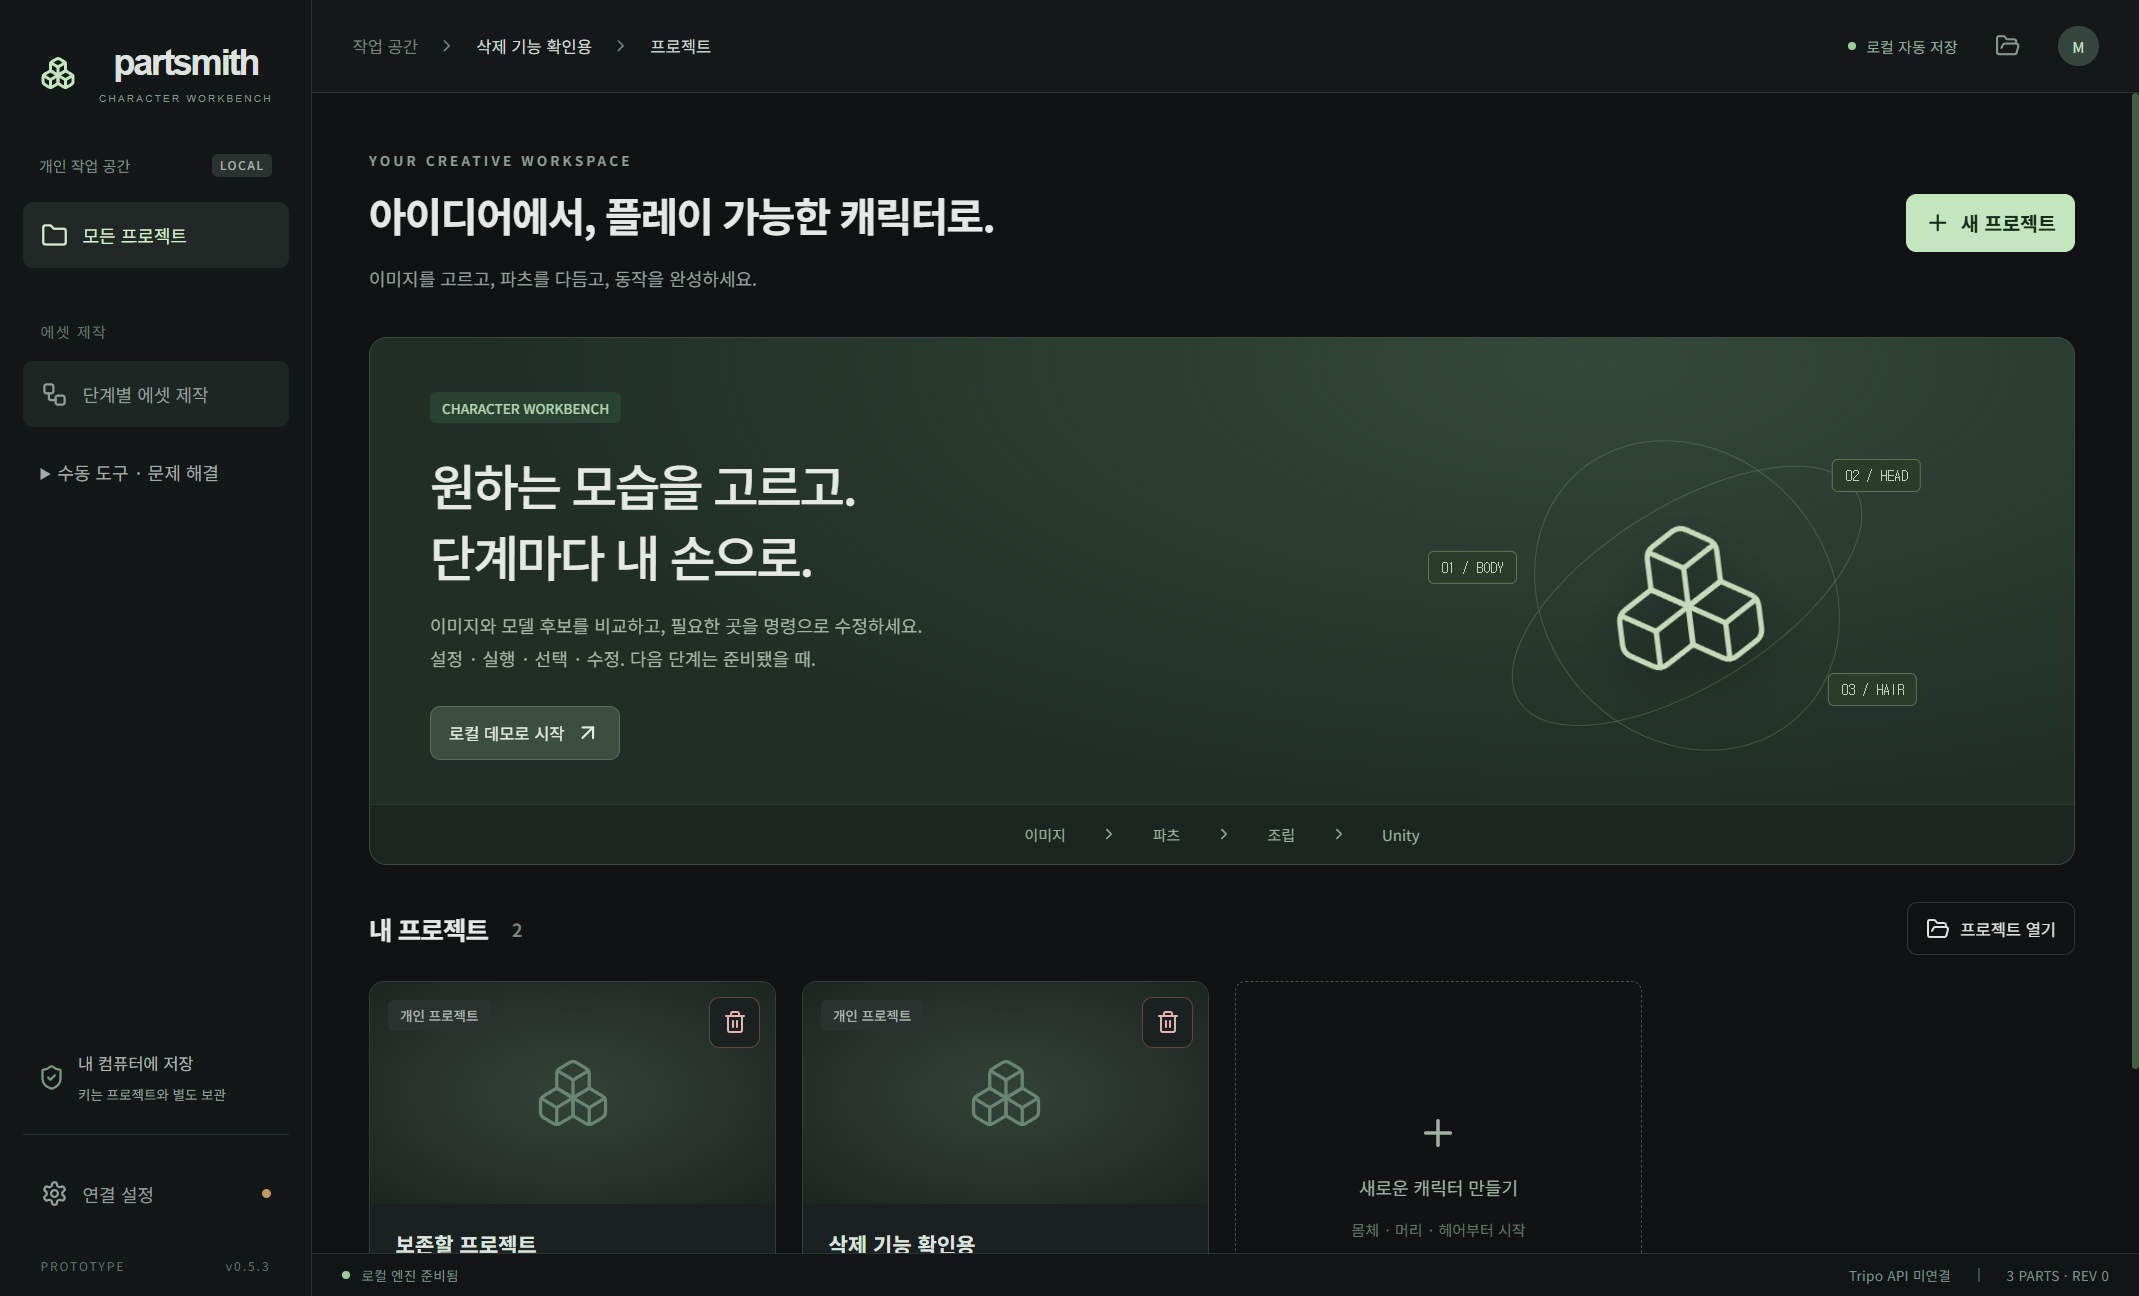 partsmith
CHARACTER WORKBENCH
개인 작업 공간
LOCAL
모든 프로젝트
에셋 제작
단계별 에셋 제작
수동 도구 · 문제 해결
내 컴퓨터에 저장
키는 프로젝트와 별도 보관
연결 설정
PROTOTYPE
v0.5.3
작업 공간
삭제 기능 확인용
프로젝트
로컬 자동 저장
M
YOUR CREATIVE WORKSPACE
아이디어에서, 플레이 가능한 캐릭터로.
이미지를 고르고, 파츠를 다듬고, 동작을 완성하세요.
새 프로젝트
CHARACTER WORKBENCH
원하는 모습을 고르고.
단계마다 내 손으로.
이미지와 모델 후보를 비교하고, 필요한 곳을 명령으로 수정하세요.
설정 · 실행 · 선택 · 수정. 다음 단계는 준비됐을 때.
로컬 데모로 시작
01 / BODY
02 / HEAD
03 / HAIR
이미지
파츠
조립
Unity
내 프로젝트 2
프로젝트 열기
개인 프로젝트
보존할 프로젝트
개인 프로젝트
삭제 기능 확인용
새로운 캐릭터 만들기
몸체 · 머리 · 헤어부터 시작
로컬 엔진 준비됨
Tripo API 미연결
3 PARTS · REV 0